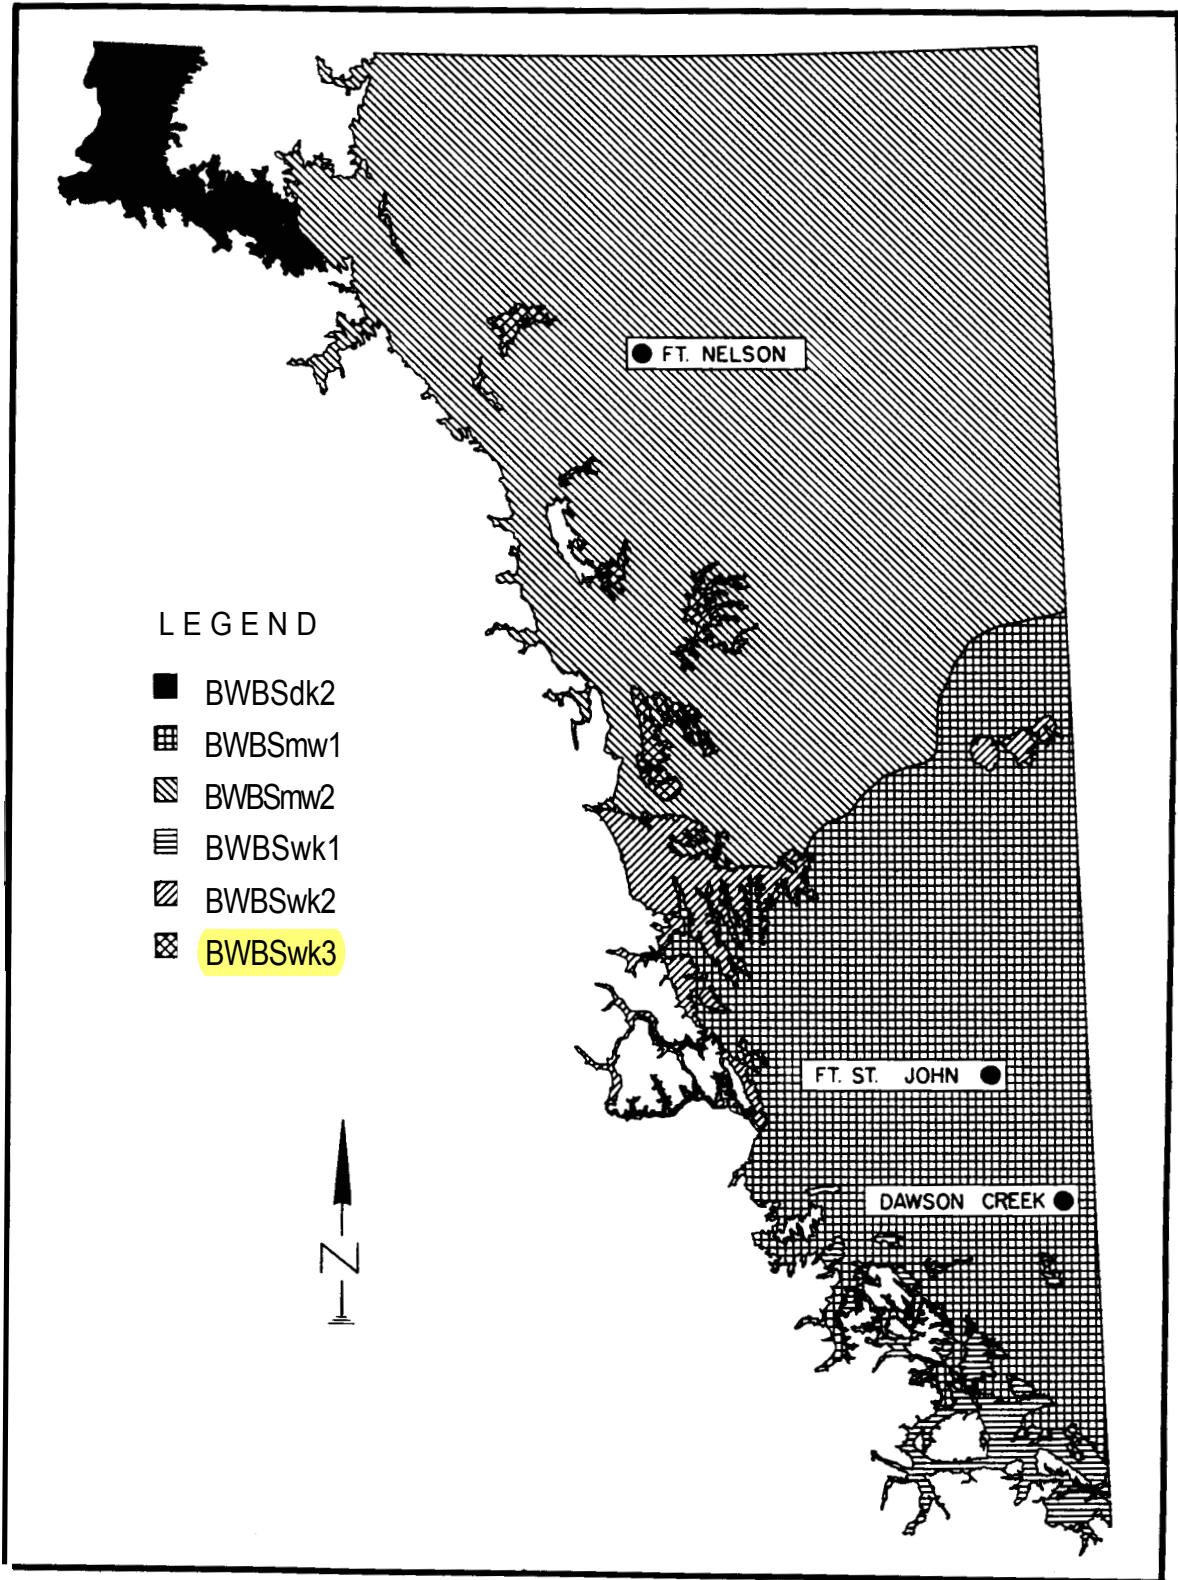 FT. NELSON
LEGEND
BWBSdk2
BWBSmw1
BWBSmw2
BWBSwk1
BWBSwk2
BWBSwk3
FT. ST. JOHN
DAWSON CREEK
N